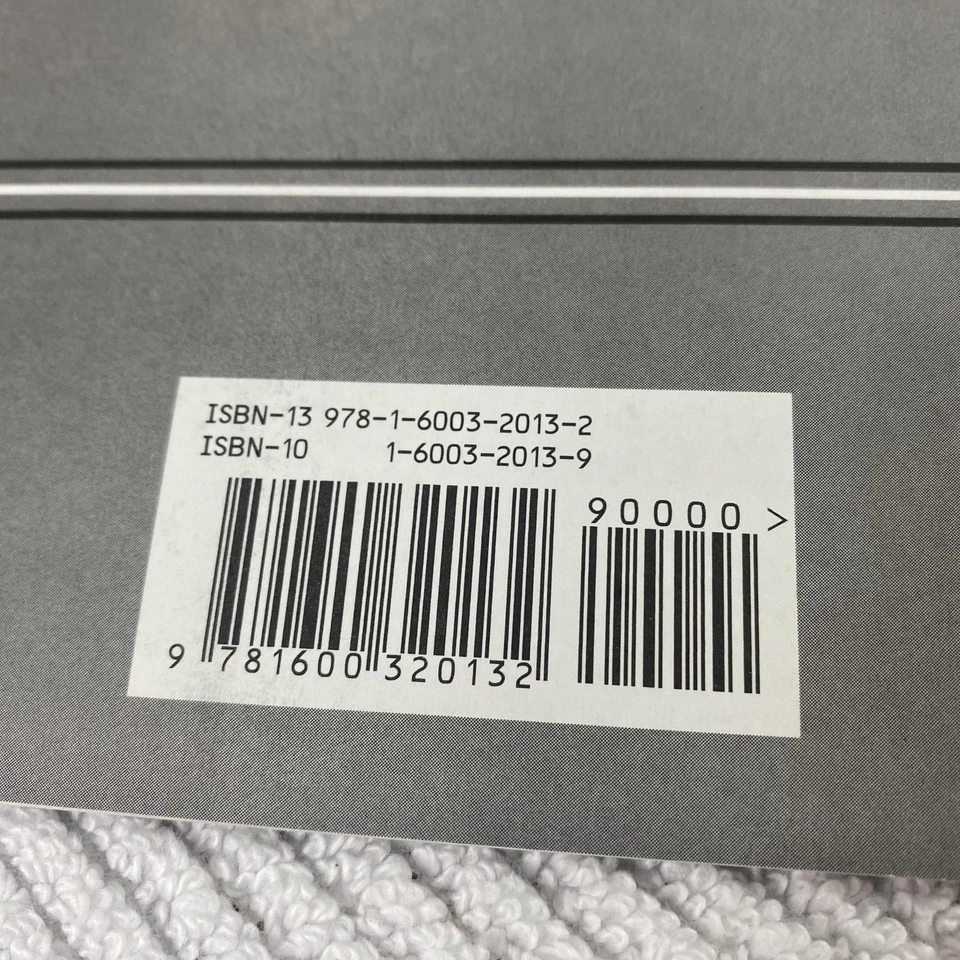 ISBN-13 978-1-6003-2013-2
ISBN-10 1-6003-2013-9
90000 >
9 781600 320132